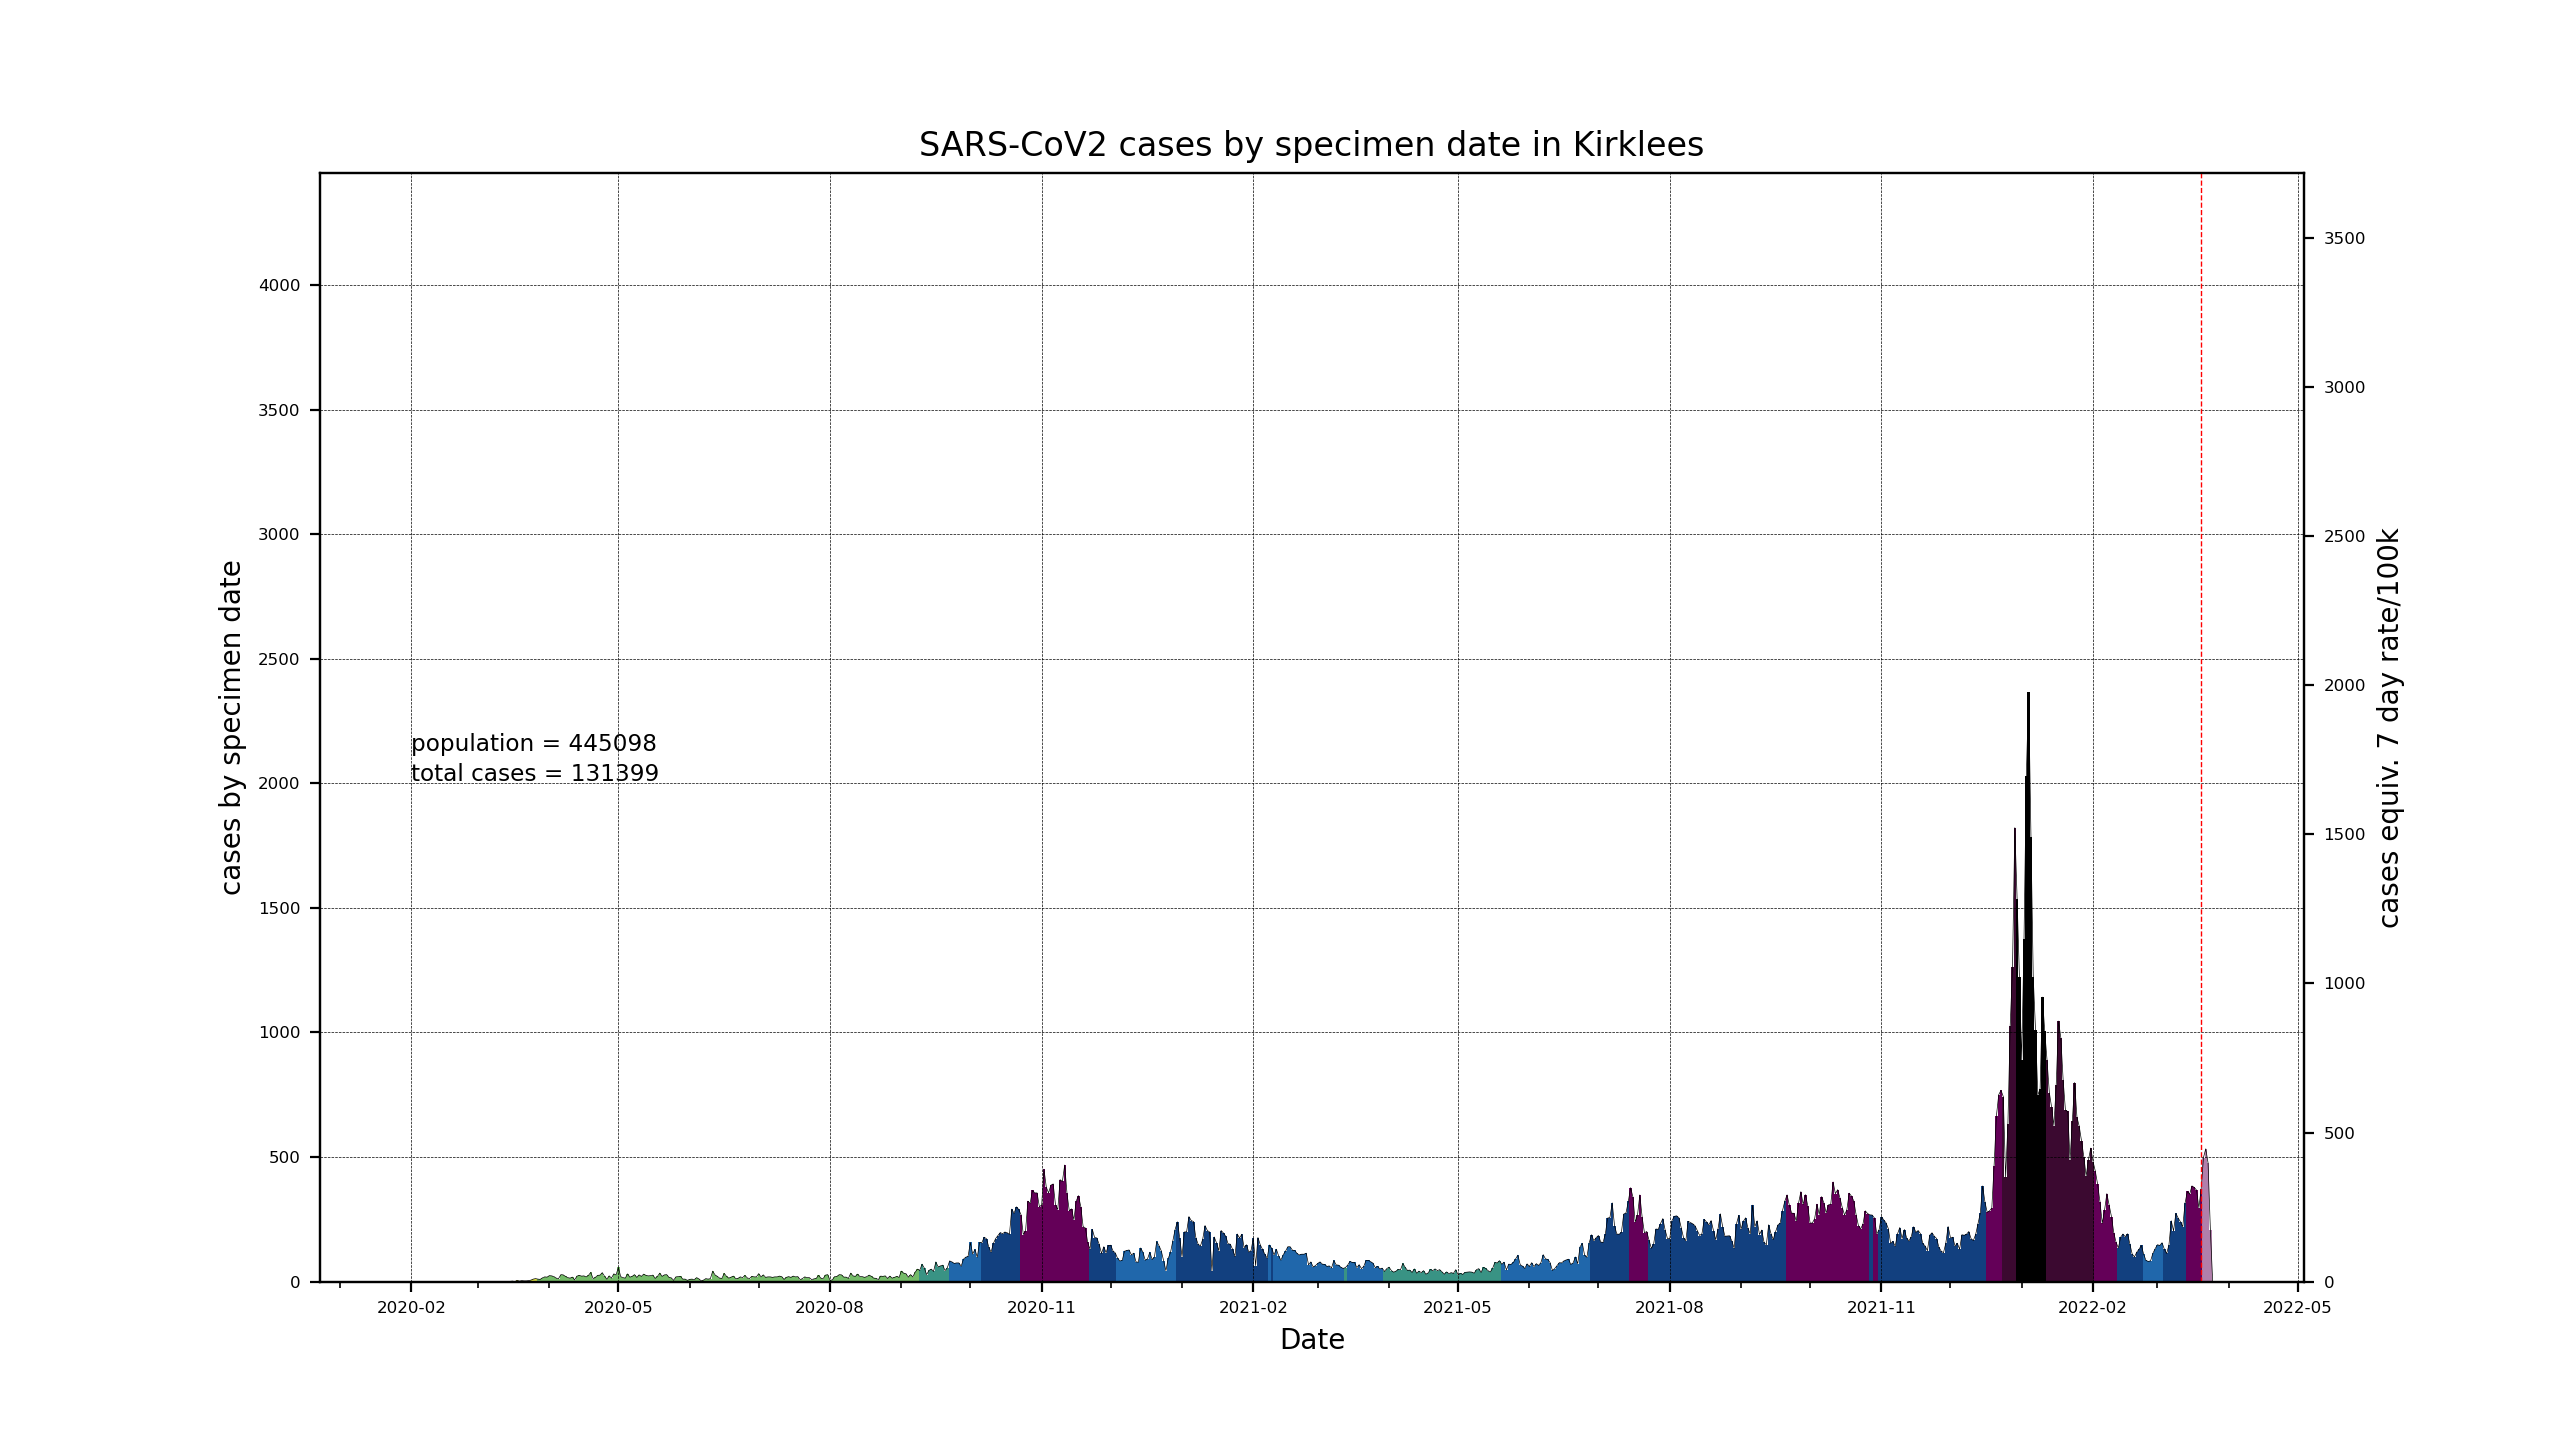 SARS-CoV2 cases by specimen date in Kirklees
cases by specimen date
4000
3500
3000
2500
2000
1500
1000
500
0
population = 445098
total cases = 131399
3500
3000
2500
2000
1500
1000
500
0
cases equiv. 7 day rate/100k
2020-02 2020-05 2020-08 2020-11 2021-02 2021-05 2021-08 2021-11 2022-02 2022-05
Date